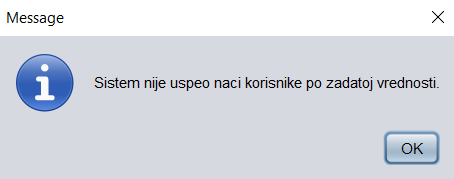 Message
Sistem nije uspeo naci korisnike po zadatoj vrednosti.
OK